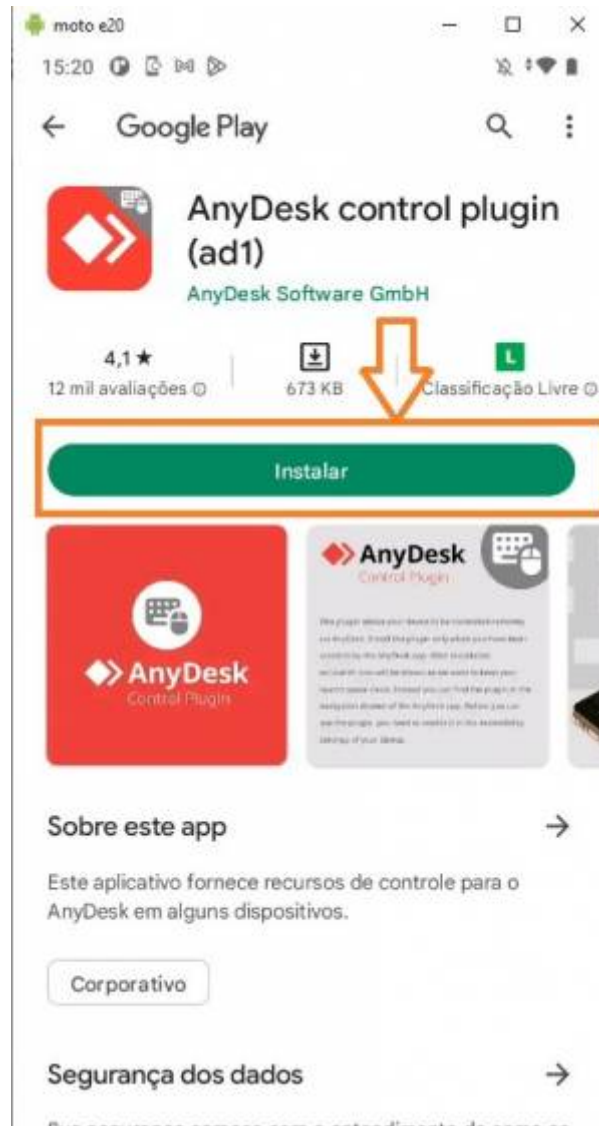 moto e20
15:20
Google Play
AnyDesk control plugin
(ad1)
AnyDesk Software GmbH
4,1★
12 mil avaliações
673 KB
L
Classificação Livre
Instalar
AnyDesk
Control Plugin
AnyDesk
Control Plugin
Sobre este app
Este aplicativo fornece recursos de controle para o
AnyDesk em alguns dispositivos.
Corporativo
Segurança dos dados